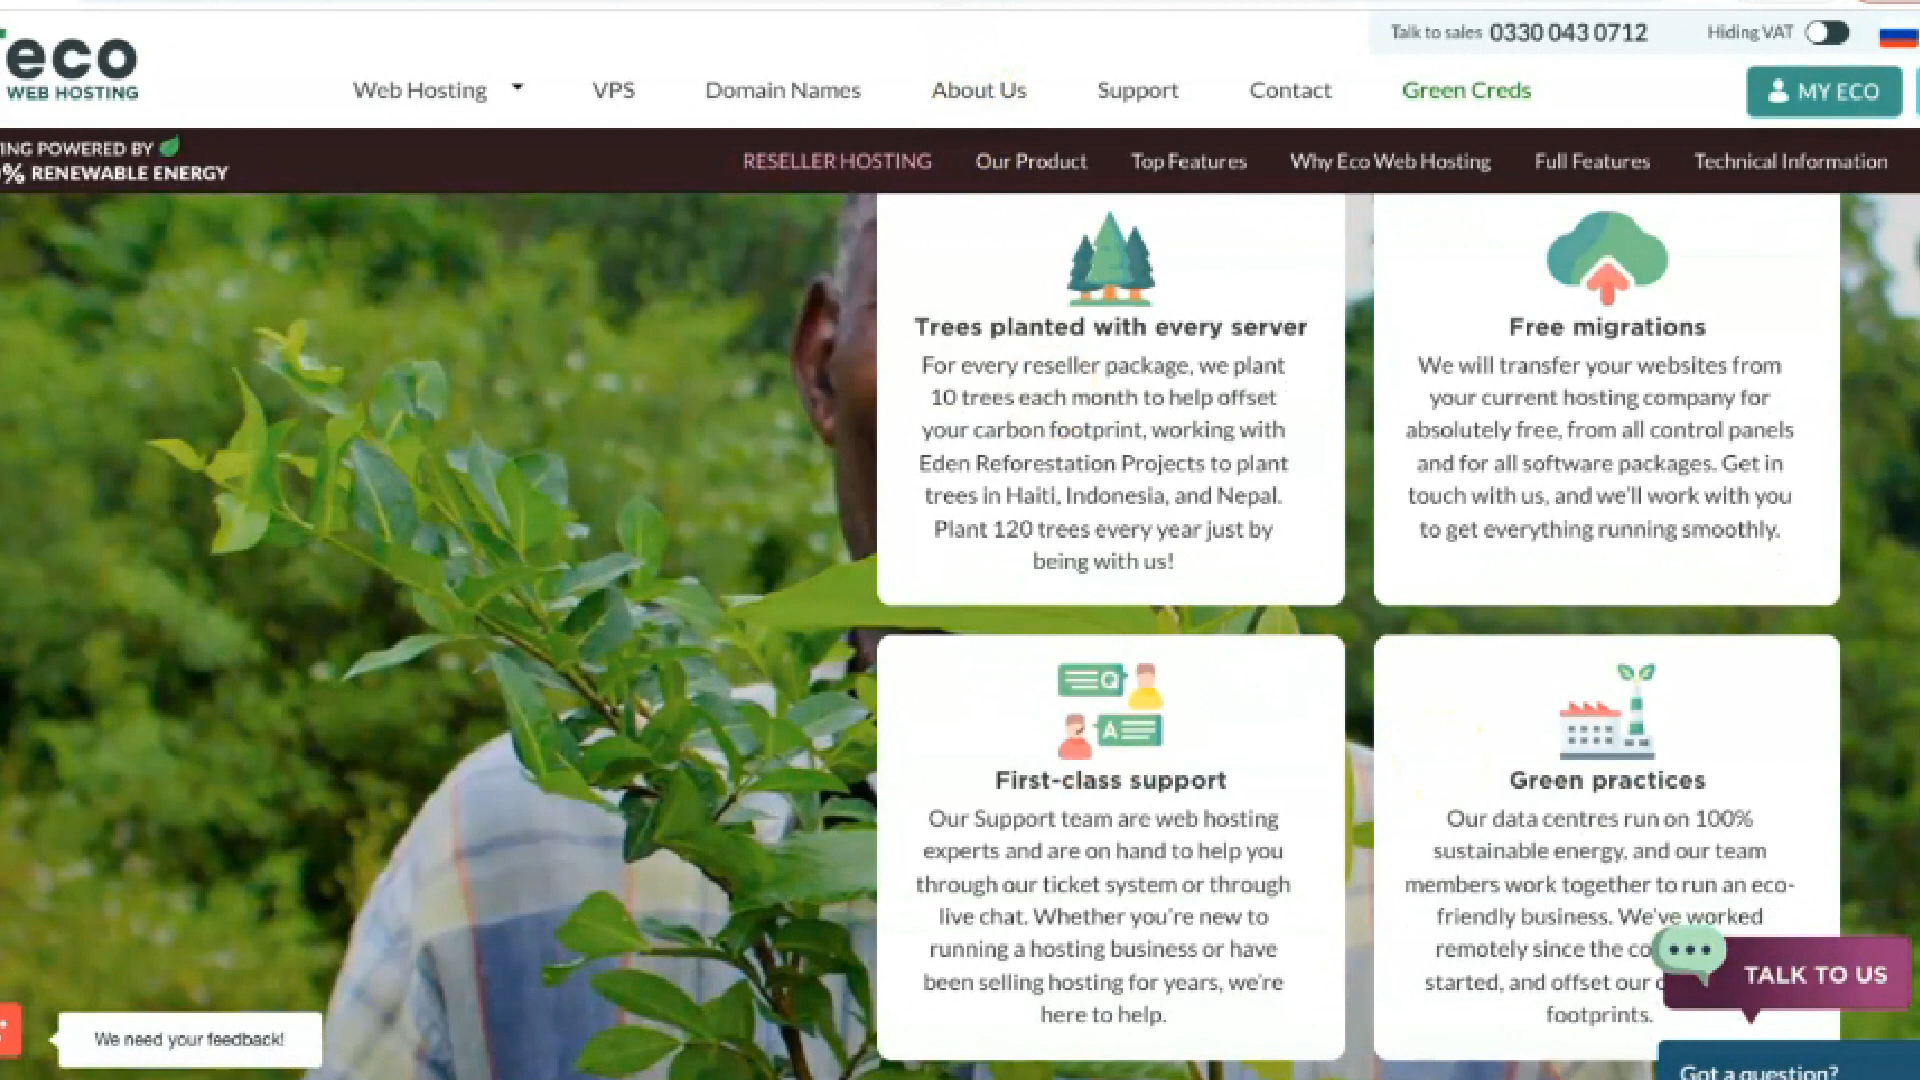 Talk to sales 0330 043 0712
Hiding VAT
eco
WEB HOSTING
Web Hosting
VPS
Domain Names
About Us
Support
Contact
Green Creds
MY ECO
ING POWERED BY
% RENEWABLE ENERGY
RESELLER HOSTING
Our Product
Top Features
Why Eco Web Hosting
Full Features
Technical Information
Trees planted with every server
For every reseller package, we plant
10 trees each month to help offset
your carbon footprint, working with
Eden Reforestation Projects to plant
trees in Haiti, Indonesia, and Nepal.
Plant 120 trees every year just by
being with us!
Free migrations
We will transfer your websites from
your current hosting company for
absolutely free, from all control panels
and for all software packages. Get in
touch with us, and we'll work with you
to get everything running smoothly.
Q
A
First-class support
Our Support team are web hosting
experts and are on hand to help you
through our ticket system or through
live chat. Whether you're new to
running a hosting business or have
been selling hosting for years, we're
here to help.
Green practices
Our data centres run on 100%
sustainable energy, and our team
members work together to run an eco-
friendly business. We've worked
remotely since the co
started, and offset our c
footprints.
TALK TO US
We need your feedback!
Got a question?